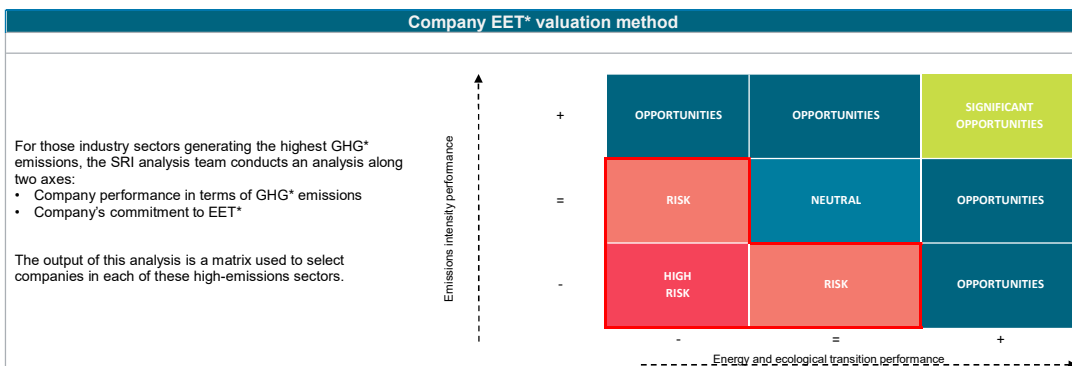 Company EET* valuation method
For those industry sectors generating the highest GHG*
emissions, the SRI analysis team conducts an analysis along
two axes:
• Company performance in terms of GHG* emissions
• Company's commitment to EET*
The output of this analysis is a matrix used to select
companies in each of these high-emissions sectors.
Emissions intensity performance
+
OPPORTUNITIES
OPPORTUNITIES
SIGNIFICANT
OPPORTUNITIES
=
RISK
NEUTRAL
OPPORTUNITIES
-
HIGH
RISK
RISK
OPPORTUNITIES
-
=
+
Energy and ecological transition performance